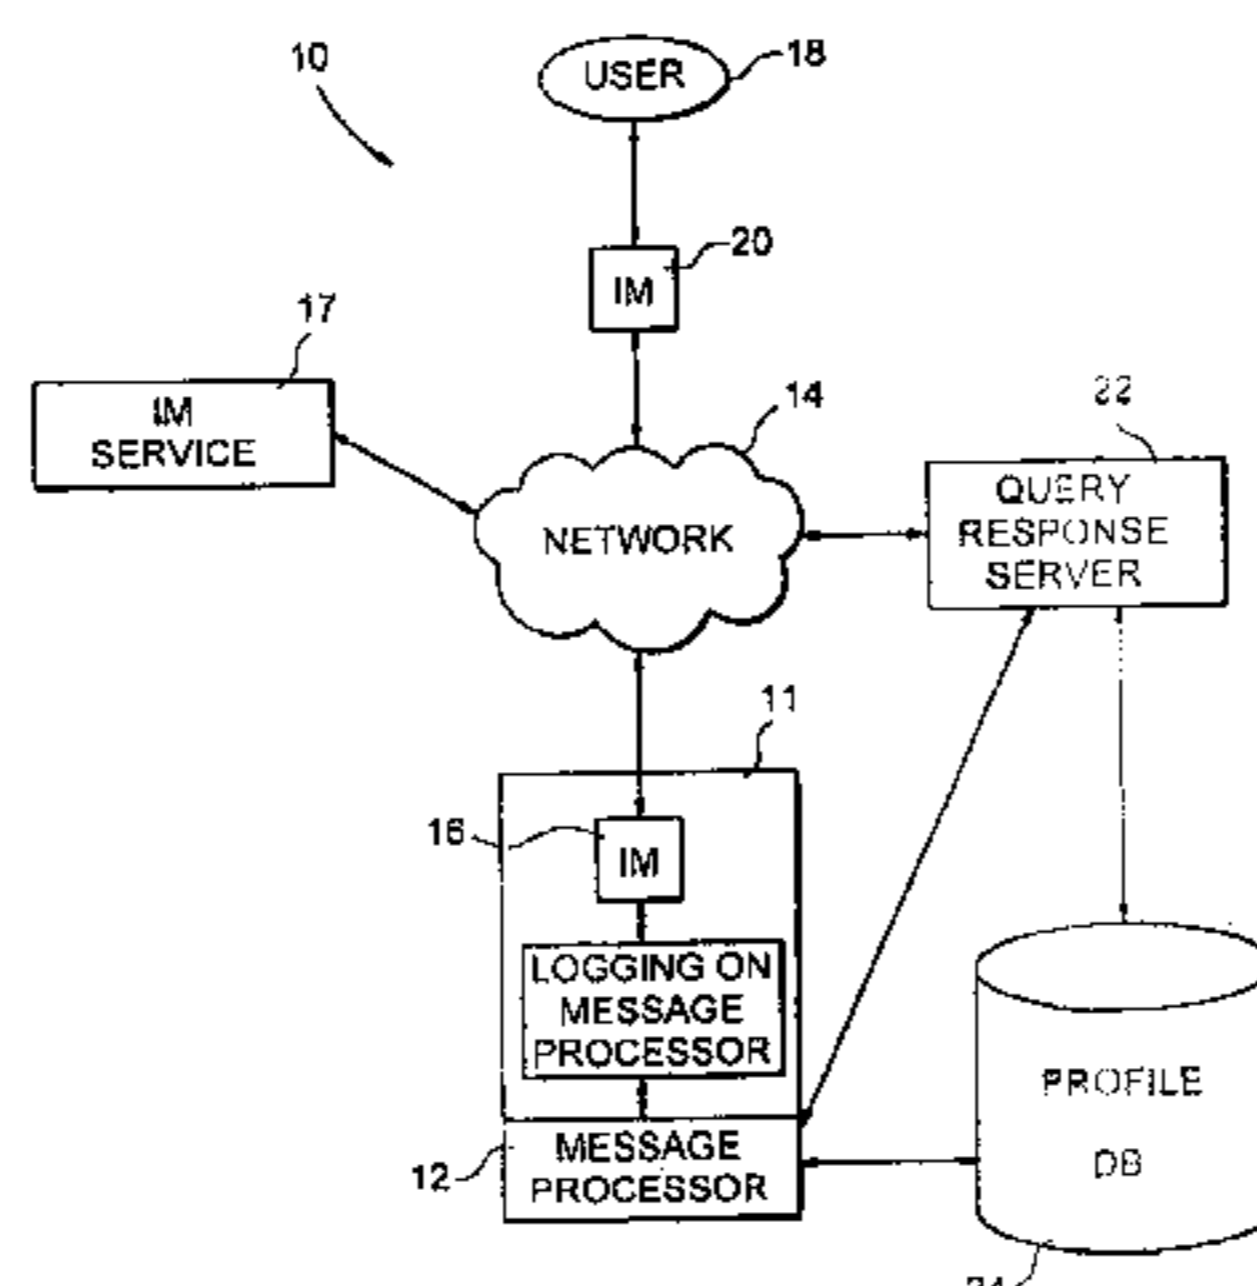 10
USER
18
20
IM
17
IM
SERVICE
14
22
NETWORK
QUERY
RESPONSE
SERVER
11
16
IM
LOGGING ON
MESSAGE
PROCESSOR
PROFILE
DB
12
MESSAGE
PROCESSOR